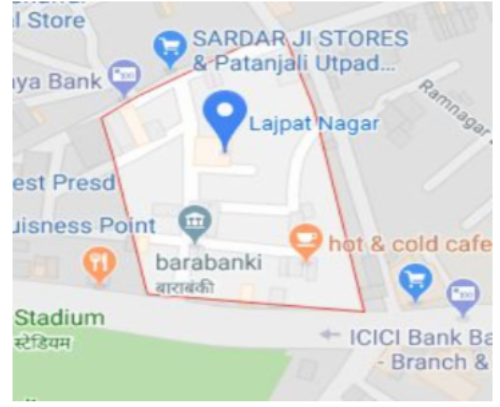 l Store
SARDAR JI STORES
& Patanjali Utpad...
ya Bank
Ramnagar
Lajpat Nagar
est Presd
uisness Point
hot & cold cafe
barabanki
बाराबंकी
Stadium
स्टेडियम
ICICI Bank Ba
- Branch &